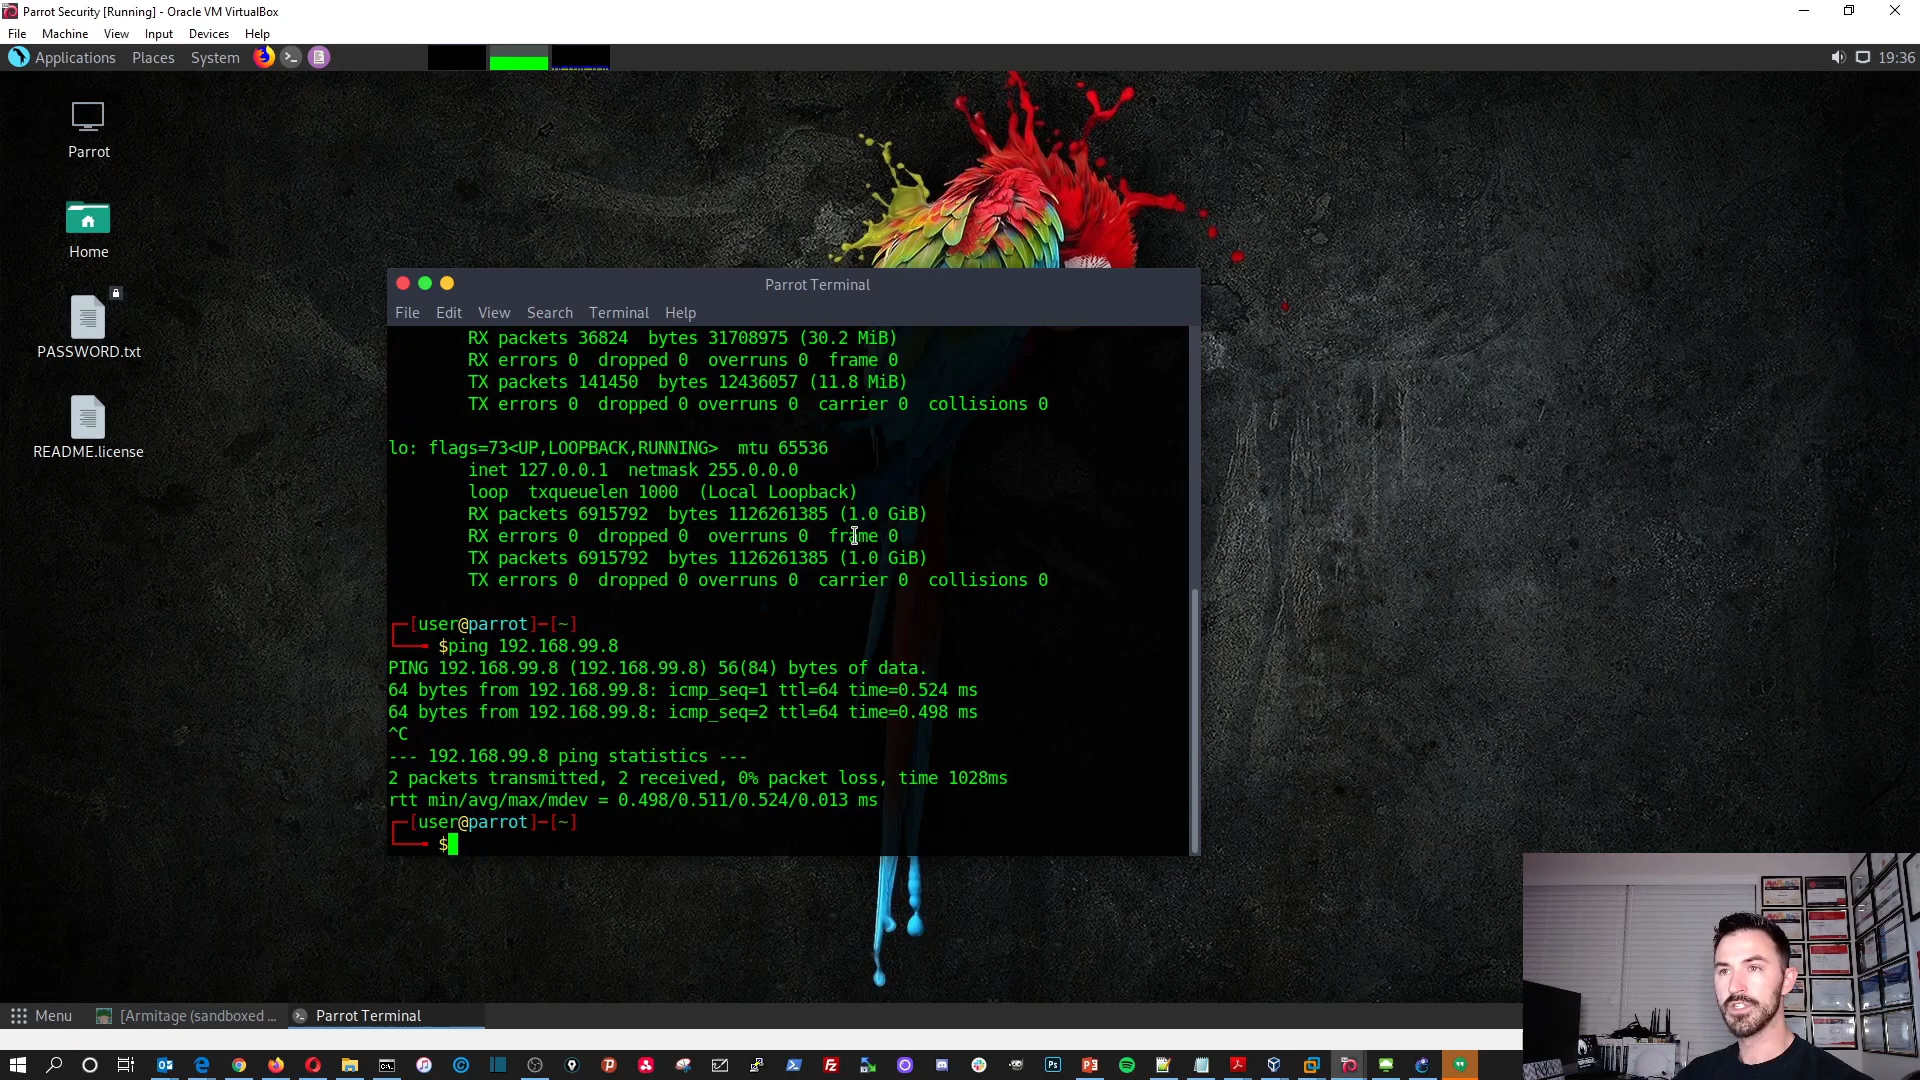 Parrot Security [Running] - Oracle VM VirtualBox
File Machine View Input Devices Help
Applications Places System
19:36
Parrot
Home
PASSWORD.txt
README.license
Parrot Terminal
File Edit View Search Terminal Help
RX packets 36824  bytes 31708975 (30.2 MiB)
RX errors 0  dropped 0  overruns 0  frame 0
TX packets 141450  bytes 12436057 (11.8 MiB)
TX errors 0  dropped 0 overruns 0  carrier 0  collisions 0
lo: flags=73<UP,LOOPBACK,RUNNING>  mtu 65536
inet 127.0.0.1  netmask 255.0.0.0
loop  txqueuelen 1000  (Local Loopback)
RX packets 6915792  bytes 1126261385 (1.0 GiB)
RX errors 0  dropped 0  overruns 0  frame 0
TX packets 6915792  bytes 1126261385 (1.0 GiB)
TX errors 0  dropped 0 overruns 0  carrier 0  collisions 0
┌─[user@parrot]─[~]
└──╼ $ping 192.168.99.8
PING 192.168.99.8 (192.168.99.8) 56(84) bytes of data.
64 bytes from 192.168.99.8: icmp_seq=1 ttl=64 time=0.524 ms
64 bytes from 192.168.99.8: icmp_seq=2 ttl=64 time=0.498 ms
^C
--- 192.168.99.8 ping statistics ---
2 packets transmitted, 2 received, 0% packet loss, time 1028ms
rtt min/avg/max/mdev = 0.498/0.511/0.524/0.013 ms
┌─[user@parrot]─[~]
└──╼ $
Menu [Armitage (sandboxed ... Parrot Terminal